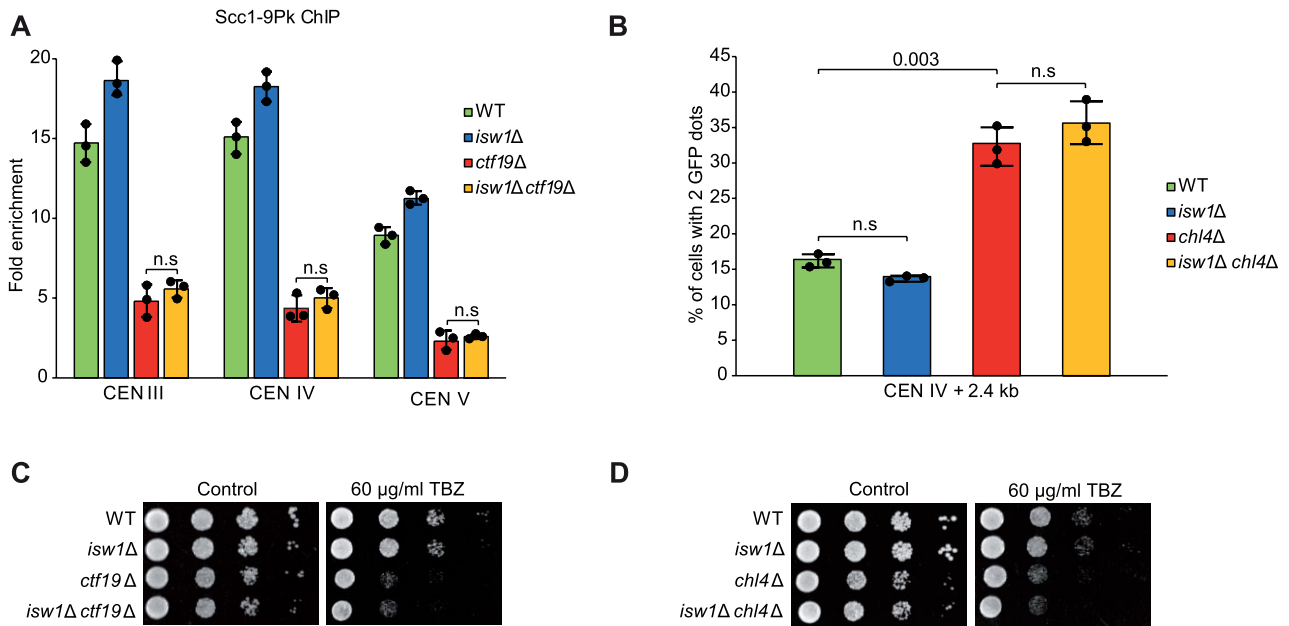 A
Scc1-9Pk ChIP
Fold enrichment
20
15
10
5
0
n.s
n.s
n.s
CEN III
CEN IV
CEN V
WT
isw1Δ
ctf19Δ
isw1Δ ctf19Δ
B
% of cells with 2 GFP dots
45
40
35
30
25
20
15
10
5
0
n.s
0.003
n.s
CEN IV + 2.4 kb
WT
isw1Δ
chl4Δ
isw1Δ chl4Δ
C
Control
60 µg/ml TBZ
WT
isw1Δ
ctf19Δ
isw1Δ ctf19Δ
D
Control
60 µg/ml TBZ
WT
isw1Δ
chl4Δ
isw1Δ chl4Δ